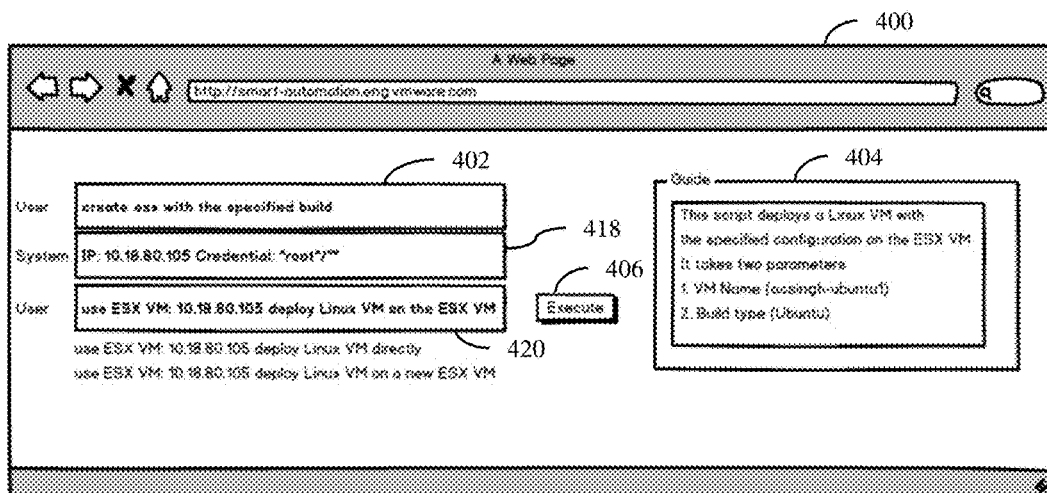 400
A Web Page
http://smart-automation.eng.vmware.com
402
404
User
create esx with the specified build
Guide
This script deploys a Linux VM with
the specified configuration on the ESX VM
It takes two parameters
1. VM Name (acsingh-ubuntu1)
2. Build type (Ubuntu)
System
IP: 10.18.80.105 Credential: "root"/""
418
406
User
use ESX VM: 10.18.80.105 deploy Linux VM on the ESX VM
Execute
420
use ESX VM: 10.18.80.105 deploy Linux VM directly
use ESX VM: 10.18.80.105 deploy Linux VM on a new ESX VM